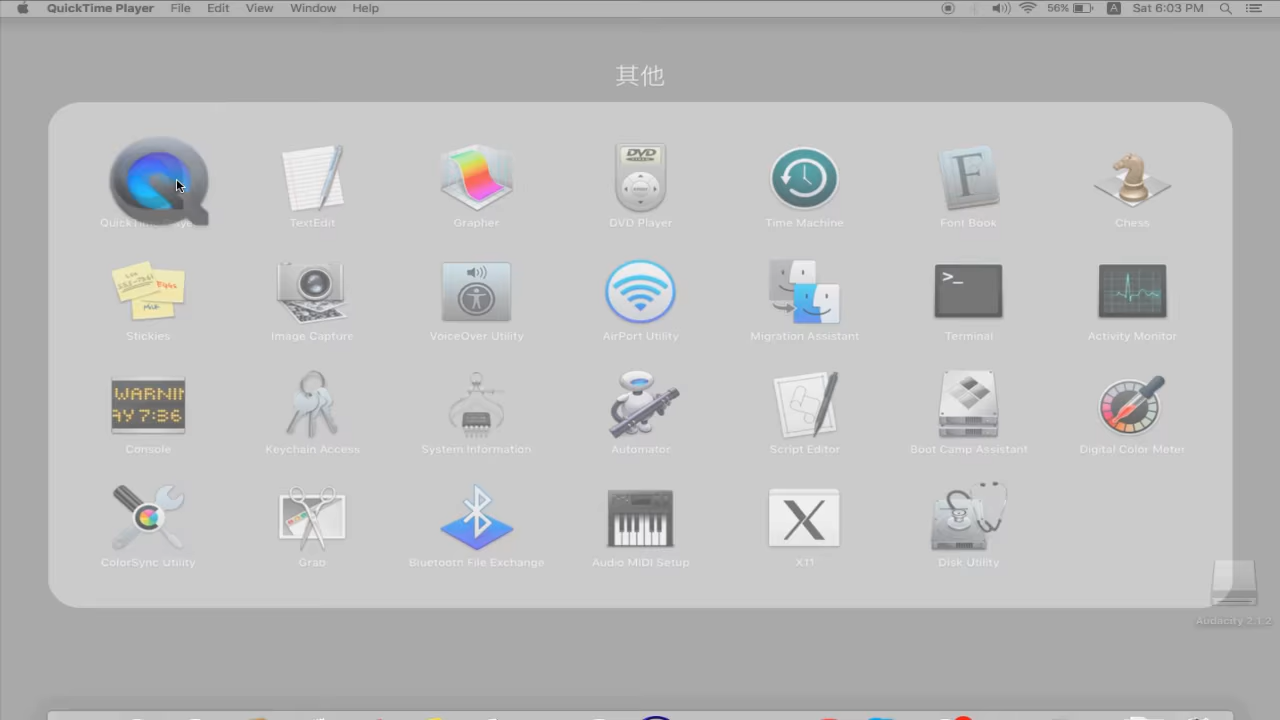 QuickTime Player File Edit View Window Help 56% A Sat 6:03 PM
其他
QuickTime Player TextEdit Grapher DVD Player Time Machine Font Book Chess
Stickies Image Capture VoiceOver Utility AirPort Utility Migration Assistant Terminal Activity Monitor
Console Keychain Access System Information Automator Script Editor Boot Camp Assistant Digital Color Meter
ColorSync Utility Grab Bluetooth File Exchange Audio MIDI Setup X11 Disk Utility
Audacity 2.1.2